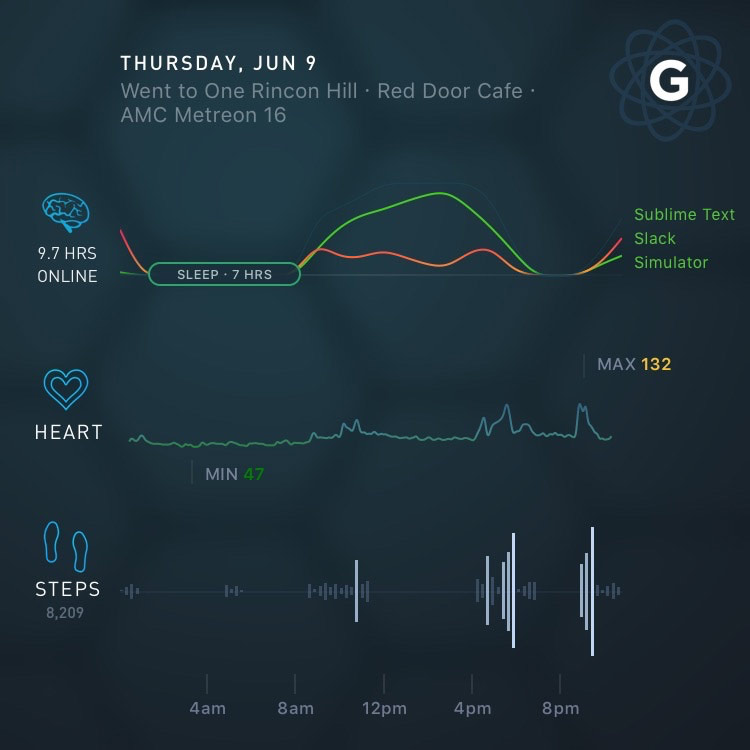 THURSDAY, JUN 9
Went to One Rincon Hill · Red Door Cafe ·
AMC Metreon 16
G
9.7 HRS
ONLINE
SLEEP · 7 HRS
Sublime Text
Slack
Simulator
MAX 132
HEART
MIN 47
STEPS
8,209
4am 8am 12pm 4pm 8pm